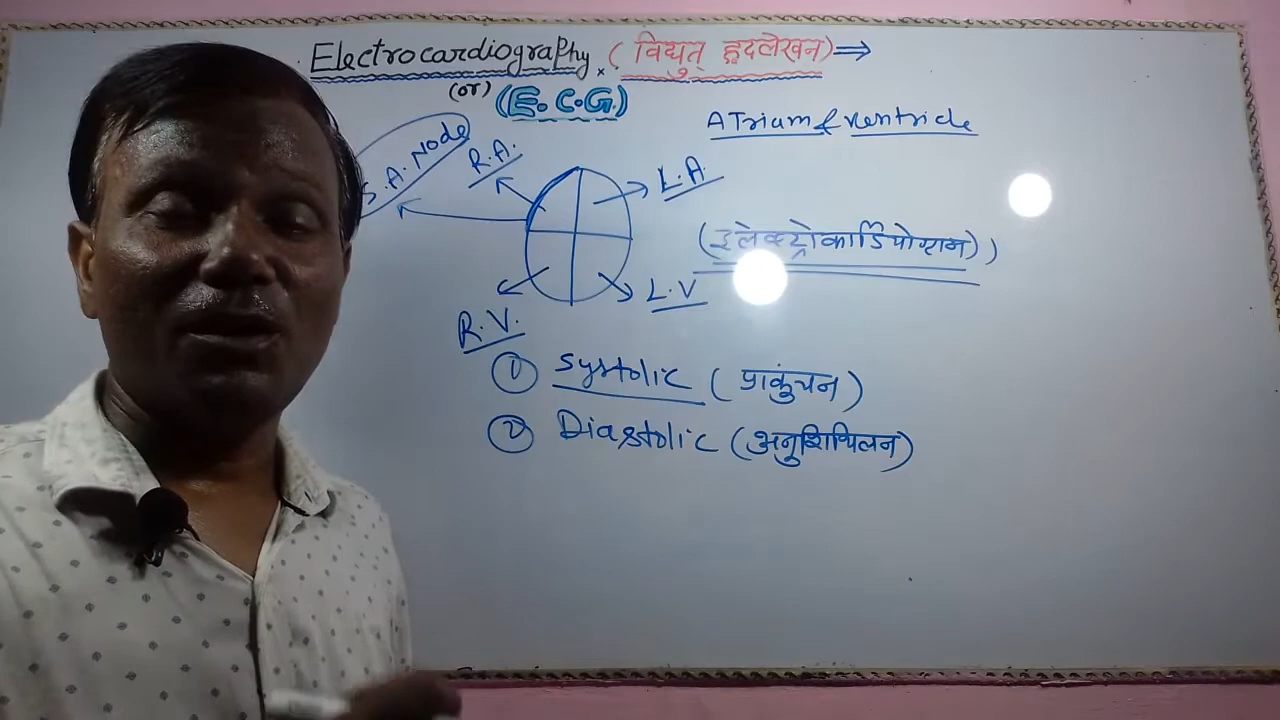 Electrocardiography (विद्युत् हृदलेखन) ⇒
(or) (E.C.G.)
ATrium & ventricle
S.A. Node
R.A.
L.A.
(इलेक्ट्रोकार्डियोग्राम))
L.V
R.V.
① Systolic (प्राकुंचन)
② Diastolic (अनुशिथिलन)